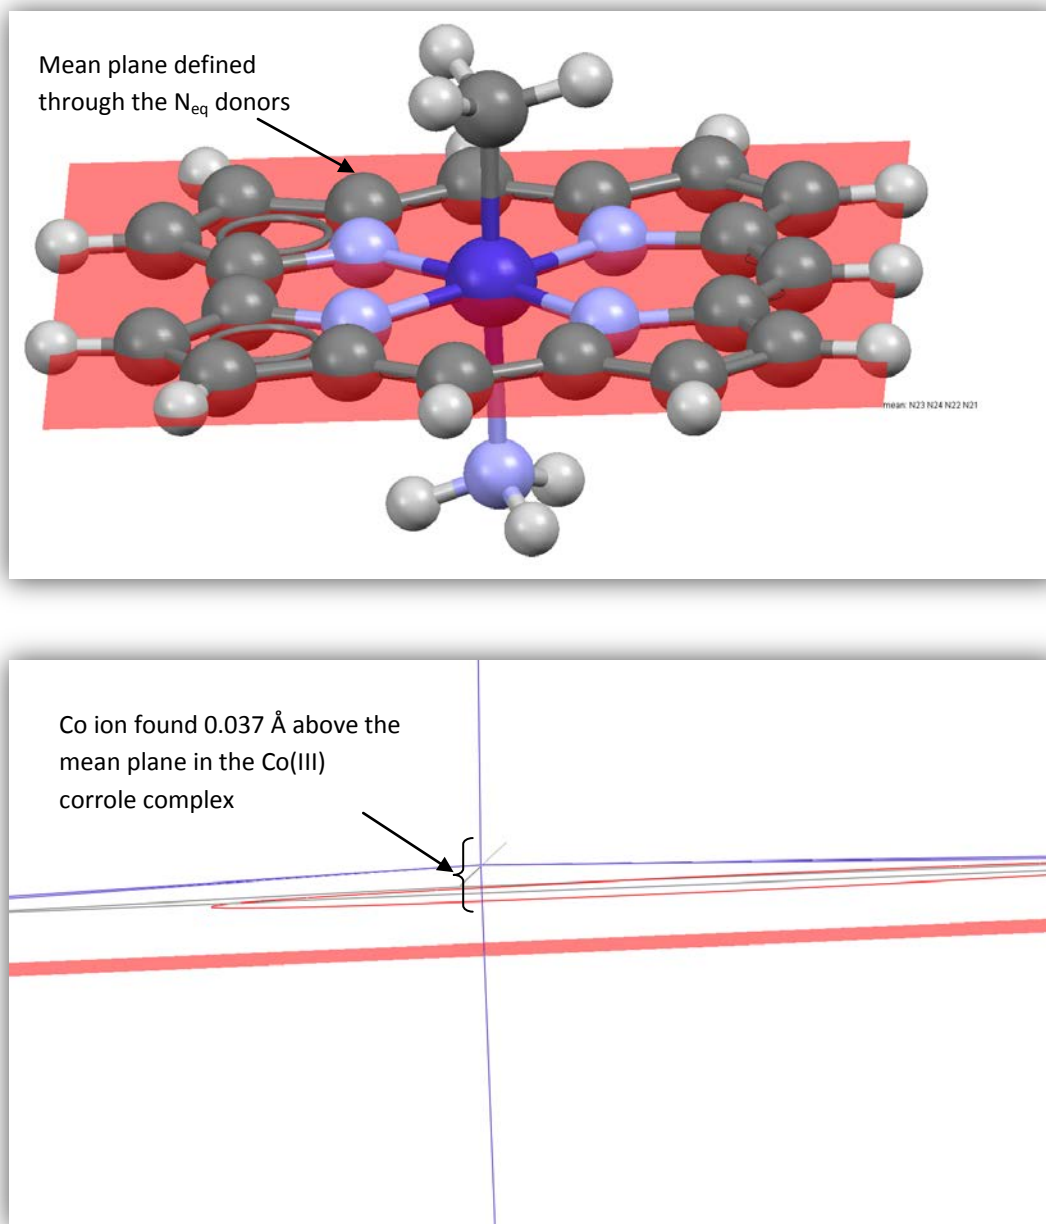 Mean plane defined
through the Neq donors
mean: N23 N24 N22 N21
Co ion found 0.037 Å above the
mean plane in the Co(III)
corrole complex